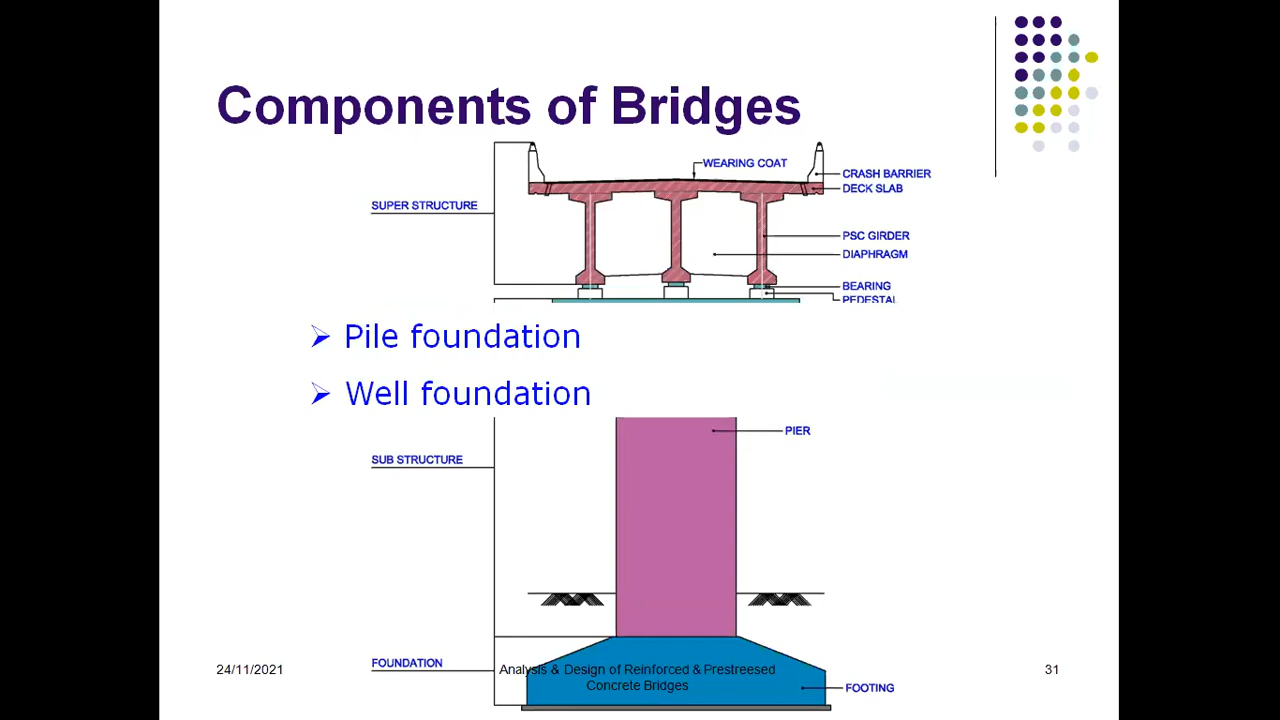 Components of Bridges
WEARING COAT
CRASH BARRIER
DECK SLAB
SUPER STRUCTURE
PSC GIRDER
DIAPHRAGM
BEARING
PEDESTAL
Pile foundation
Well foundation
PIER
SUB STRUCTURE
FOUNDATION
24/11/2021
Analysis & Design of Reinforced & Prestreesed
Concrete Bridges
31
FOOTING